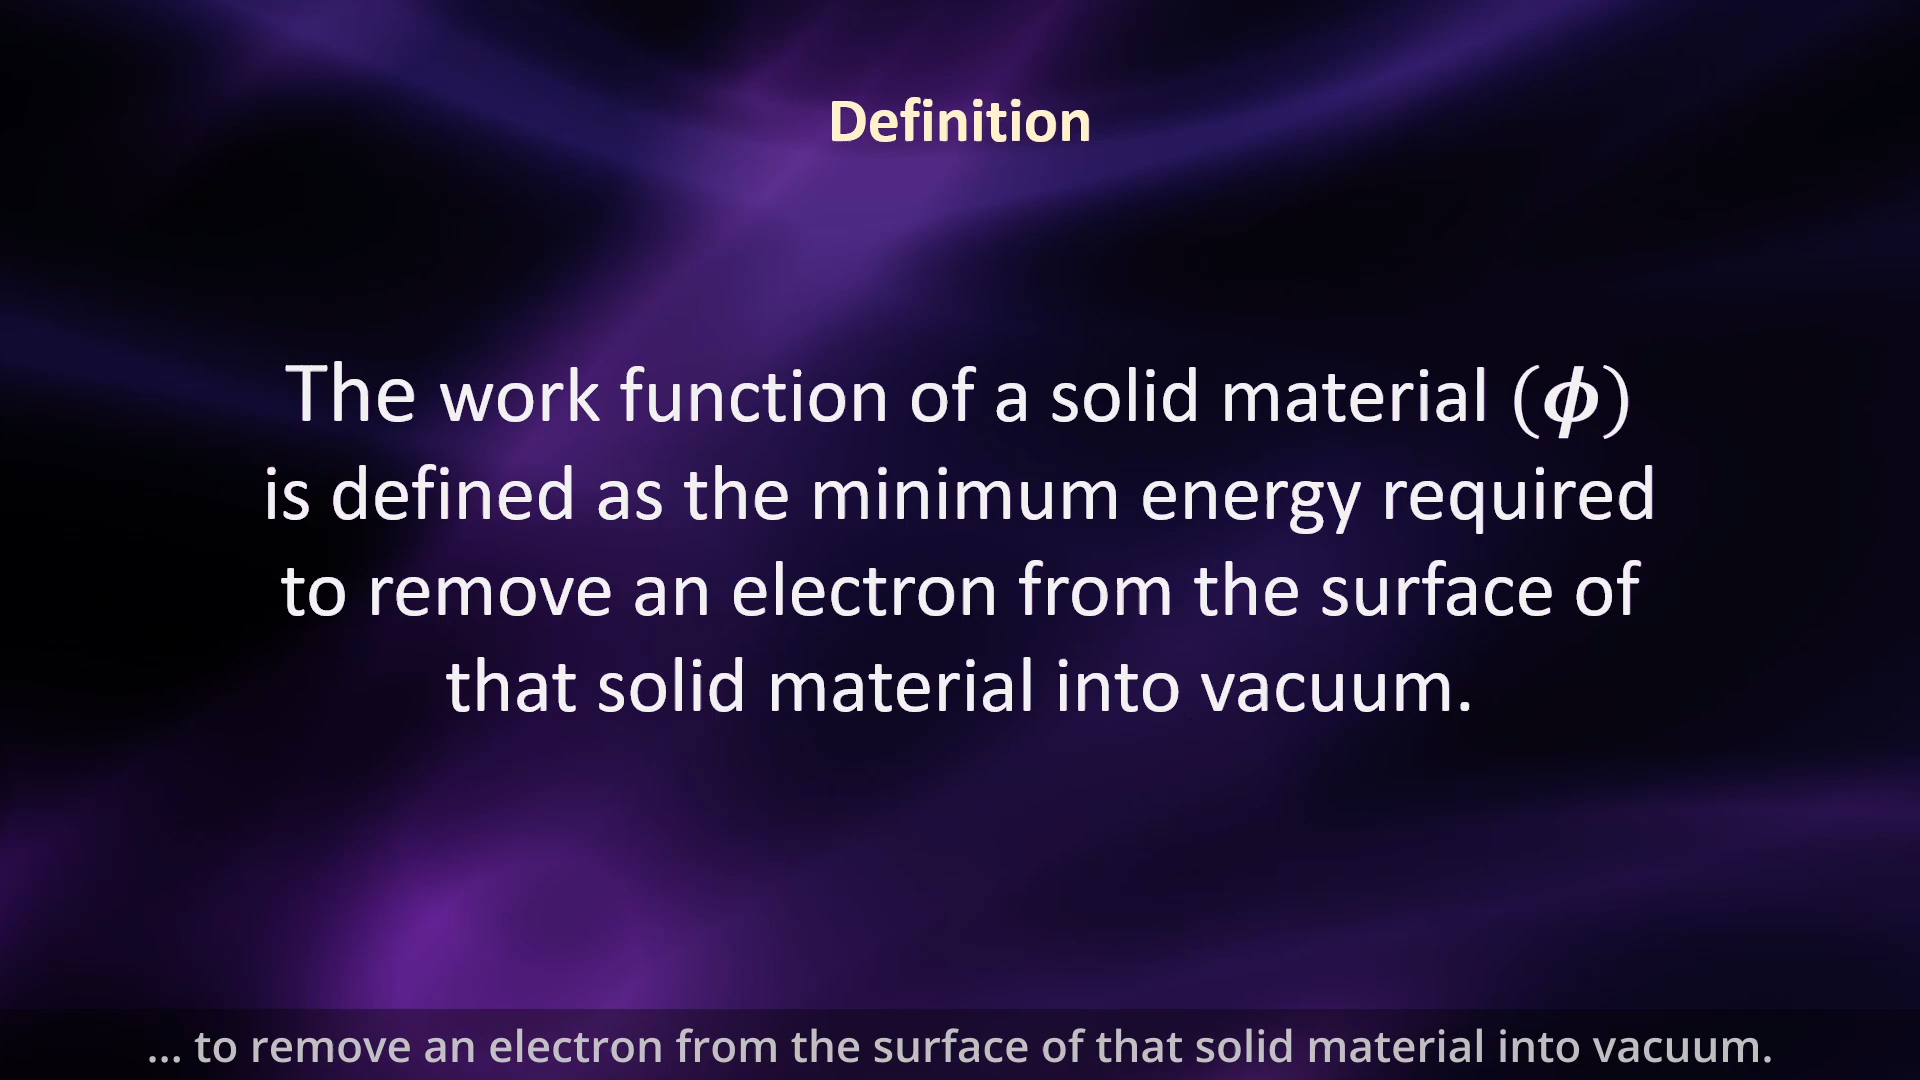 Definition
The work function of a solid material (ϕ)
is defined as the minimum energy required
to remove an electron from the surface of
that solid material into vacuum.
... to remove an electron from the surface of that solid material into vacuum.